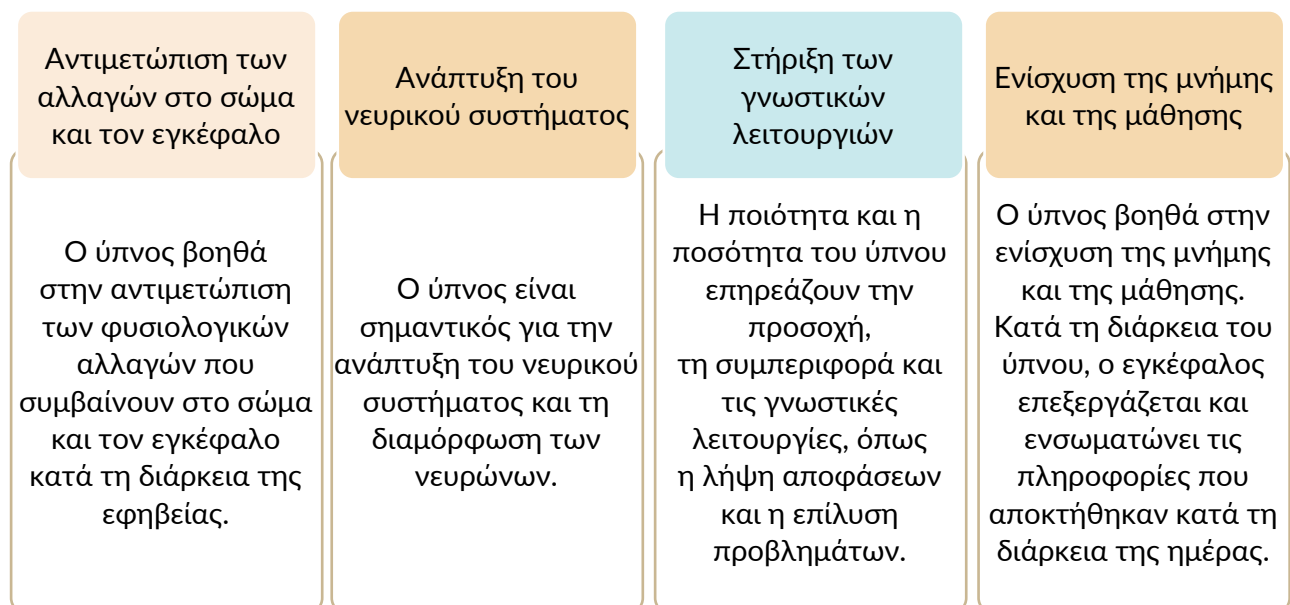 Αντιμετώπιση των
αλλαγών στο σώμα
και τον εγκέφαλο
Ο ύπνος βοηθά
στην αντιμετώπιση
των φυσιολογικών
αλλαγών που
συμβαίνουν στο σώμα
και τον εγκέφαλο
κατά τη διάρκεια της
εφηβείας.
Ανάπτυξη του
νευρικού συστήματος
Ο ύπνος είναι
σημαντικός για την
ανάπτυξη του νευρικού
συστήματος και τη
διαμόρφωση των
νευρώνων.
Στήριξη των
γνωστικών
λειτουργιών
Η ποιότητα και η
ποσότητα του ύπνου
επηρεάζουν την
προσοχή,
τη συμπεριφορά και
τις γνωστικές
λειτουργίες, όπως
η λήψη αποφάσεων
και η επίλυση
προβλημάτων.
Ενίσχυση της μνήμης
και της μάθησης
Ο ύπνος βοηθά στην
ενίσχυση της μνήμης
και της μάθησης.
Κατά τη διάρκεια του
ύπνου, ο εγκέφαλος
επεξεργάζεται και
ενσωματώνει τις
πληροφορίες που
αποκτήθηκαν κατά τη
διάρκεια της ημέρας.